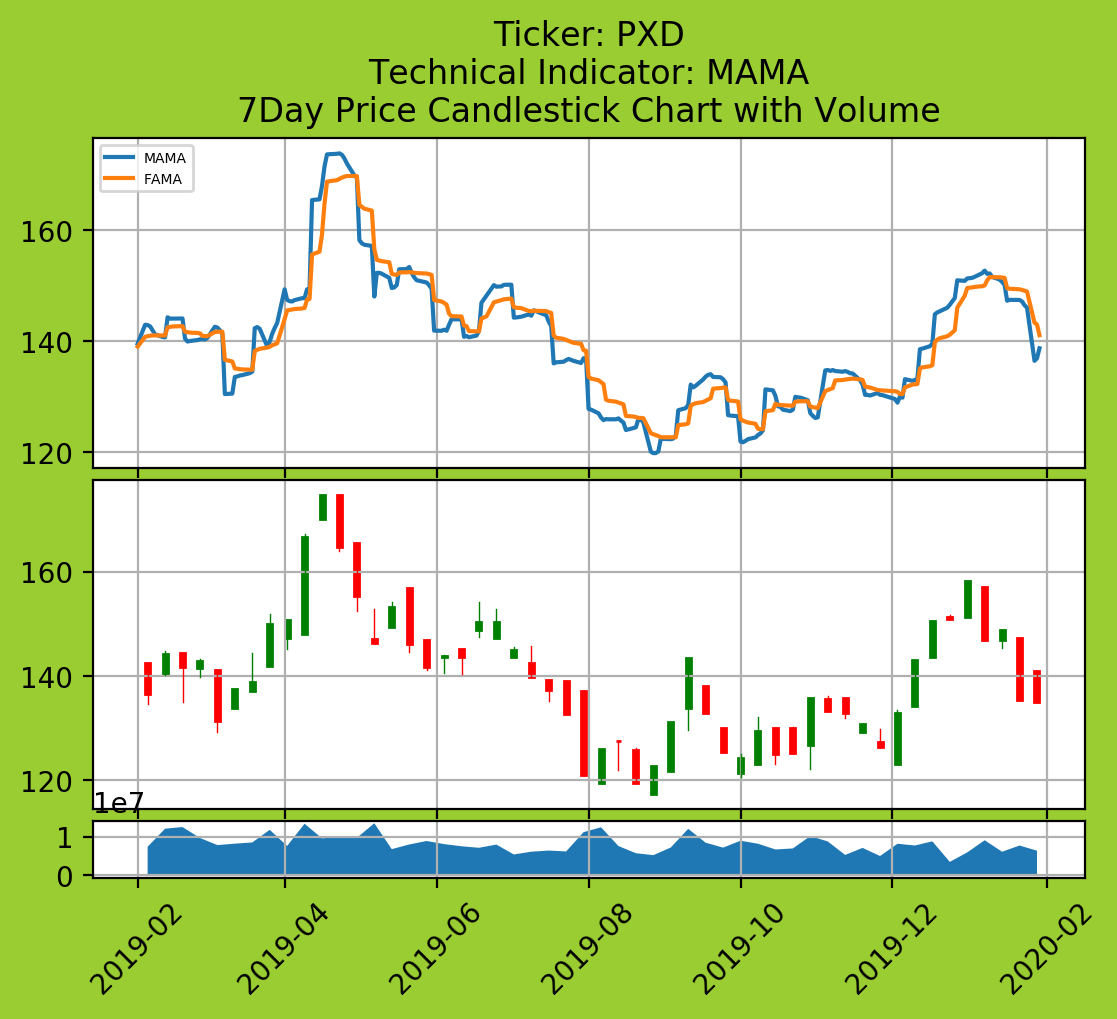 Ticker: PXD
Technical Indicator: MAMA
7Day Price Candlestick Chart with Volume
MAMA
FAMA
160
140
120
160
140
120
1e7
1
0
2019-02
2019-04
2019-06
2019-08
2019-10
2019-12
2020-02